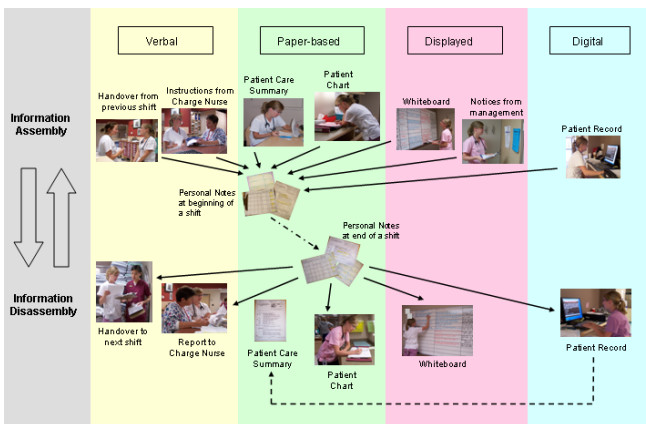 Verbal
Paper-based
Displayed
Digital
Information
Assembly
Handover from
previous shift
Instructions from
Charge Nurse
Patient Care
Summary
Patient
Chart
Whiteboard
Notices from
management
Patient Record
Personal Notes
at beginning of
a shift
Personal Notes
at end of a shift
Information
Disassembly
Handover to
next shift
Report to
Charge Nurse
Patient Care
Summary
Patient
Chart
Whiteboard
Patient Record